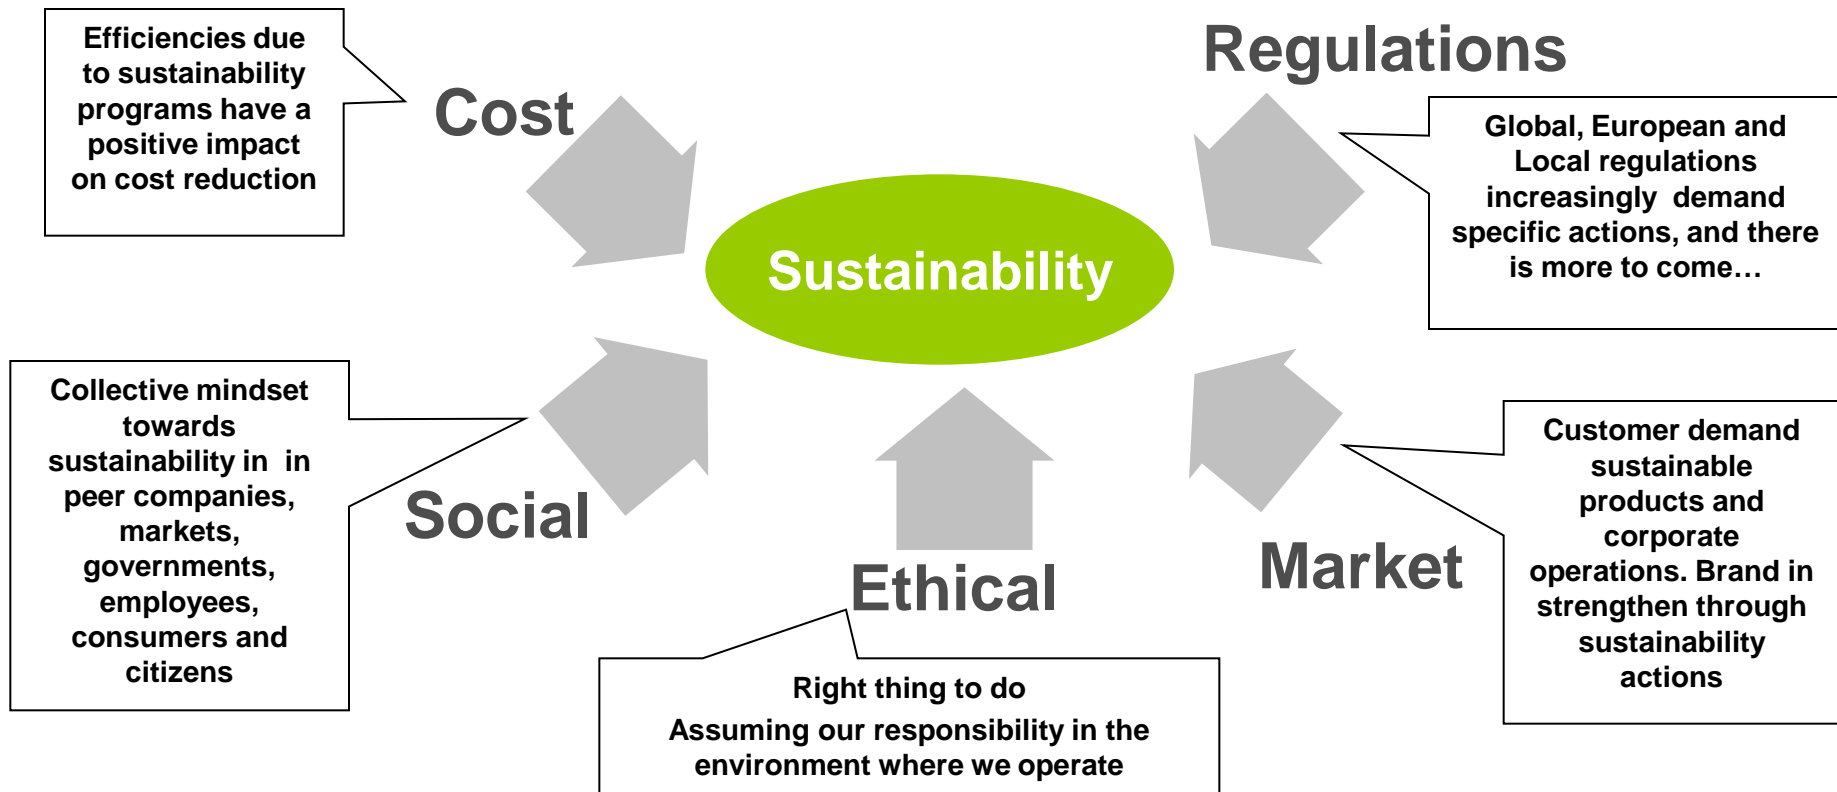 Efficiencies due
to sustainability
programs have a
positive impact
on cost reduction
Cost
Regulations
Global, European and
Local regulations
increasingly  demand
specific actions, and there
is more to come…
Sustainability
Collective mindset
towards
sustainability in  in
peer companies,
markets,
governments,
employees,
consumers and
citizens
Social
Ethical
Right thing to do
Assuming our responsibility in the
environment where we operate
Market
Customer demand
sustainable
products and
corporate
operations. Brand in
strengthen through
sustainability
actions